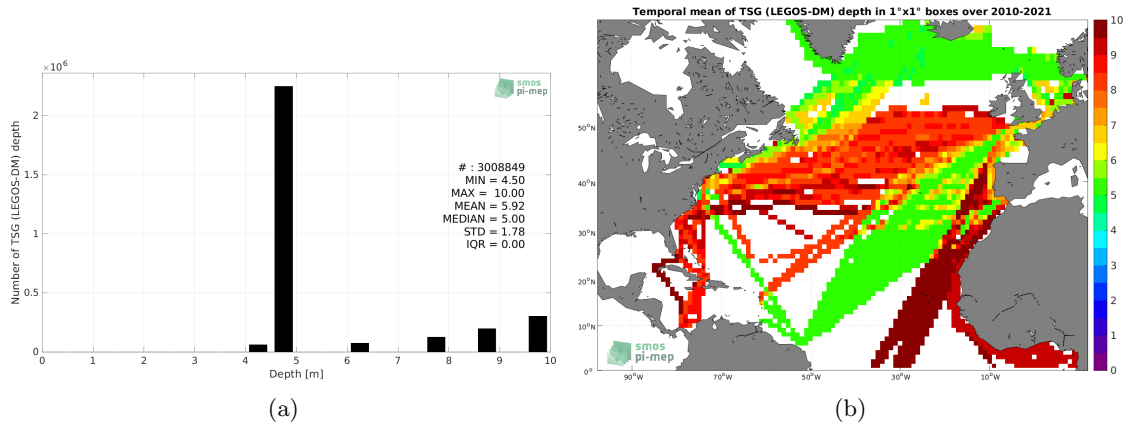 ×10⁶
2
1.5
1
0.5
0
Number of TSG (LEGOS-DM) depth
smos
pi-mep
# : 3008849
MIN = 4.50
MAX = 10.00
MEAN = 5.92
MEDIAN = 5.00
STD = 1.78
IQR = 0.00
0 1 2 3 4 5 6 7 8 9 10
Depth [m]
(a)
Temporal mean of TSG (LEGOS-DM) depth in 1°x1° boxes over 2010-2021
50°N
40°N
30°N
20°N
10°N
0°
90°W 70°W 50°W 30°W 10°W
smos
pi-mep
10
9
8
7
6
5
4
3
2
1
0
(b)